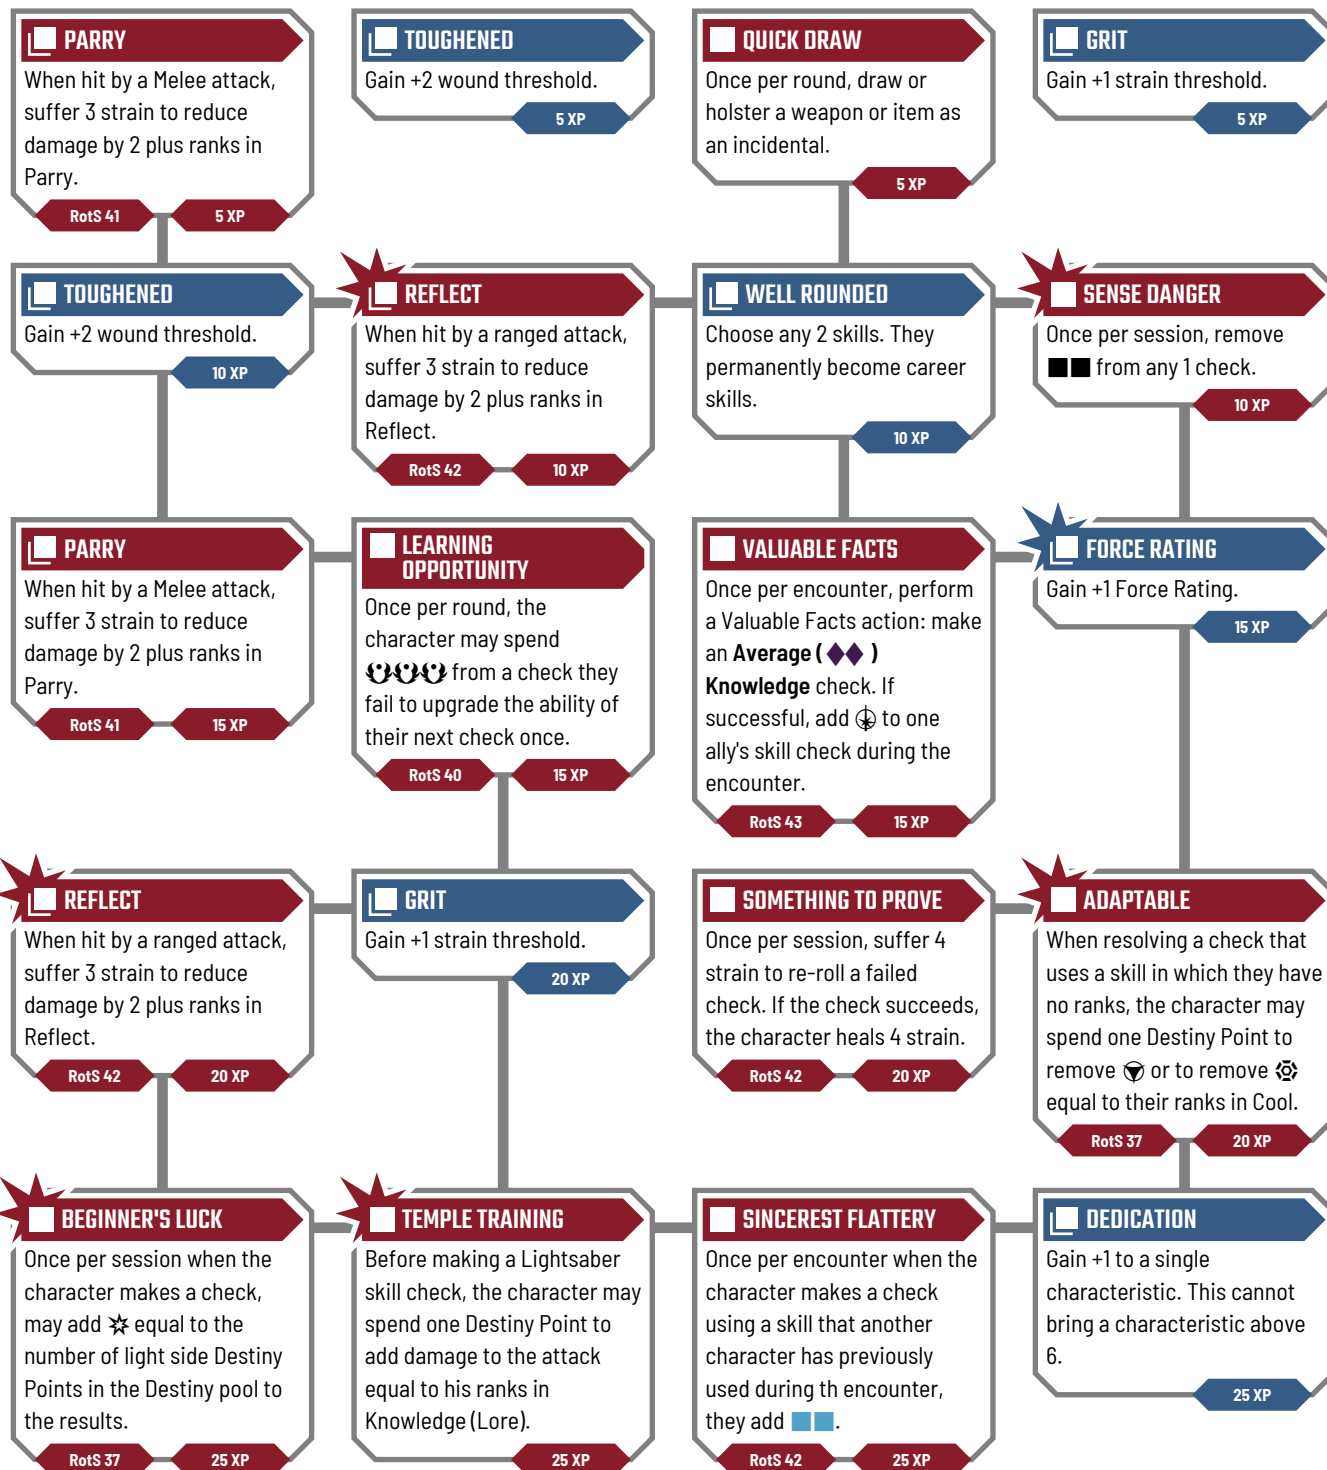 PARRY
When hit by a Melee attack,
suffer 3 strain to reduce
damage by 2 plus ranks in
Parry.
RotS 41
5 XP
TOUGHENED
Gain +2 wound threshold.
5 XP
QUICK DRAW
Once per round, draw or
holster a weapon or item as
an incidental.
5 XP
GRIT
Gain +1 strain threshold.
5 XP
TOUGHENED
Gain +2 wound threshold.
10 XP
REFLECT
When hit by a ranged attack,
suffer 3 strain to reduce
damage by 2 plus ranks in
Reflect.
RotS 42
10 XP
WELL ROUNDED
Choose any 2 skills. They
permanently become career
skills.
10 XP
SENSE DANGER
Once per session, remove
from any 1 check.
10 XP
PARRY
When hit by a Melee attack,
suffer 3 strain to reduce
damage by 2 plus ranks in
Parry.
RotS 41
15 XP
LEARNING
OPPORTUNITY
Once per round, the
character may spend
from a check they
fail to upgrade the ability of
their next check once.
RotS 40
15 XP
VALUABLE FACTS
Once per encounter, perform
a Valuable Facts action: make
an Average ( )
Knowledge check. If
successful, add to one
ally's skill check during the
encounter.
RotS 43
15 XP
FORCE RATING
Gain +1 Force Rating.
15 XP
REFLECT
When hit by a ranged attack,
suffer 3 strain to reduce
damage by 2 plus ranks in
Reflect.
RotS 42
20 XP
GRIT
Gain +1 strain threshold.
20 XP
SOMETHING TO PROVE
Once per session, suffer 4
strain to re-roll a failed
check. If the check succeeds,
the character heals 4 strain.
RotS 42
20 XP
ADAPTABLE
When resolving a check that
uses a skill in which they have
no ranks, the character may
spend one Destiny Point to
remove or to remove
equal to their ranks in Cool.
RotS 37
20 XP
BEGINNER'S LUCK
Once per session when the
character makes a check,
may add equal to the
number of light side Destiny
Points in the Destiny pool to
the results.
RotS 37
25 XP
TEMPLE TRAINING
Before making a Lightsaber
skill check, the character may
spend one Destiny Point to
add damage to the attack
equal to his ranks in
Knowledge (Lore).
25 XP
SINCEREST FLATTERY
Once per encounter when the
character makes a check
using a skill that another
character has previously
used during th encounter,
they add .
RotS 42
25 XP
DEDICATION
Gain +1 to a single
characteristic. This cannot
bring a characteristic above
6.
25 XP